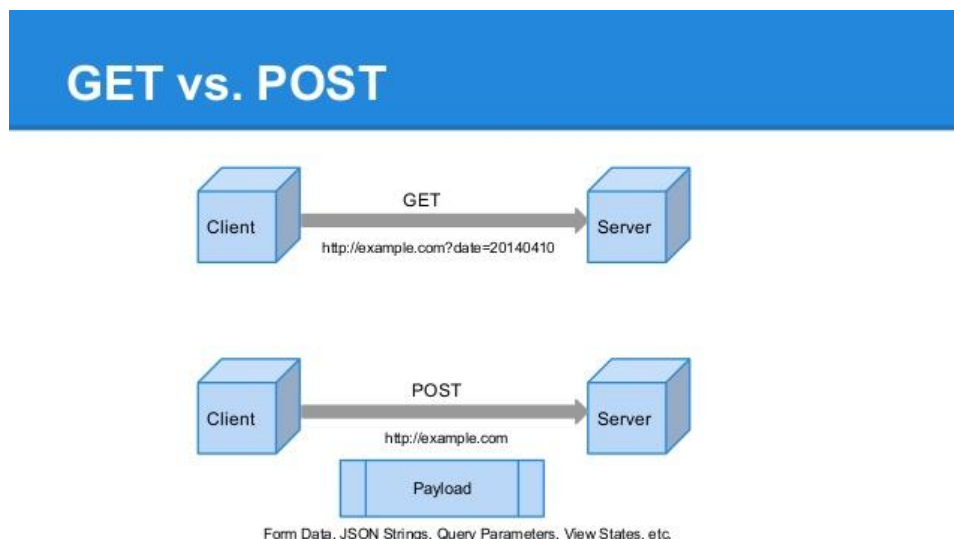 GET vs. POST
Client
GET
http://example.com?date=20140410
Server
Client
POST
http://example.com
Server
Payload
Form Data, JSON Strings, Query Parameters, View States, etc.